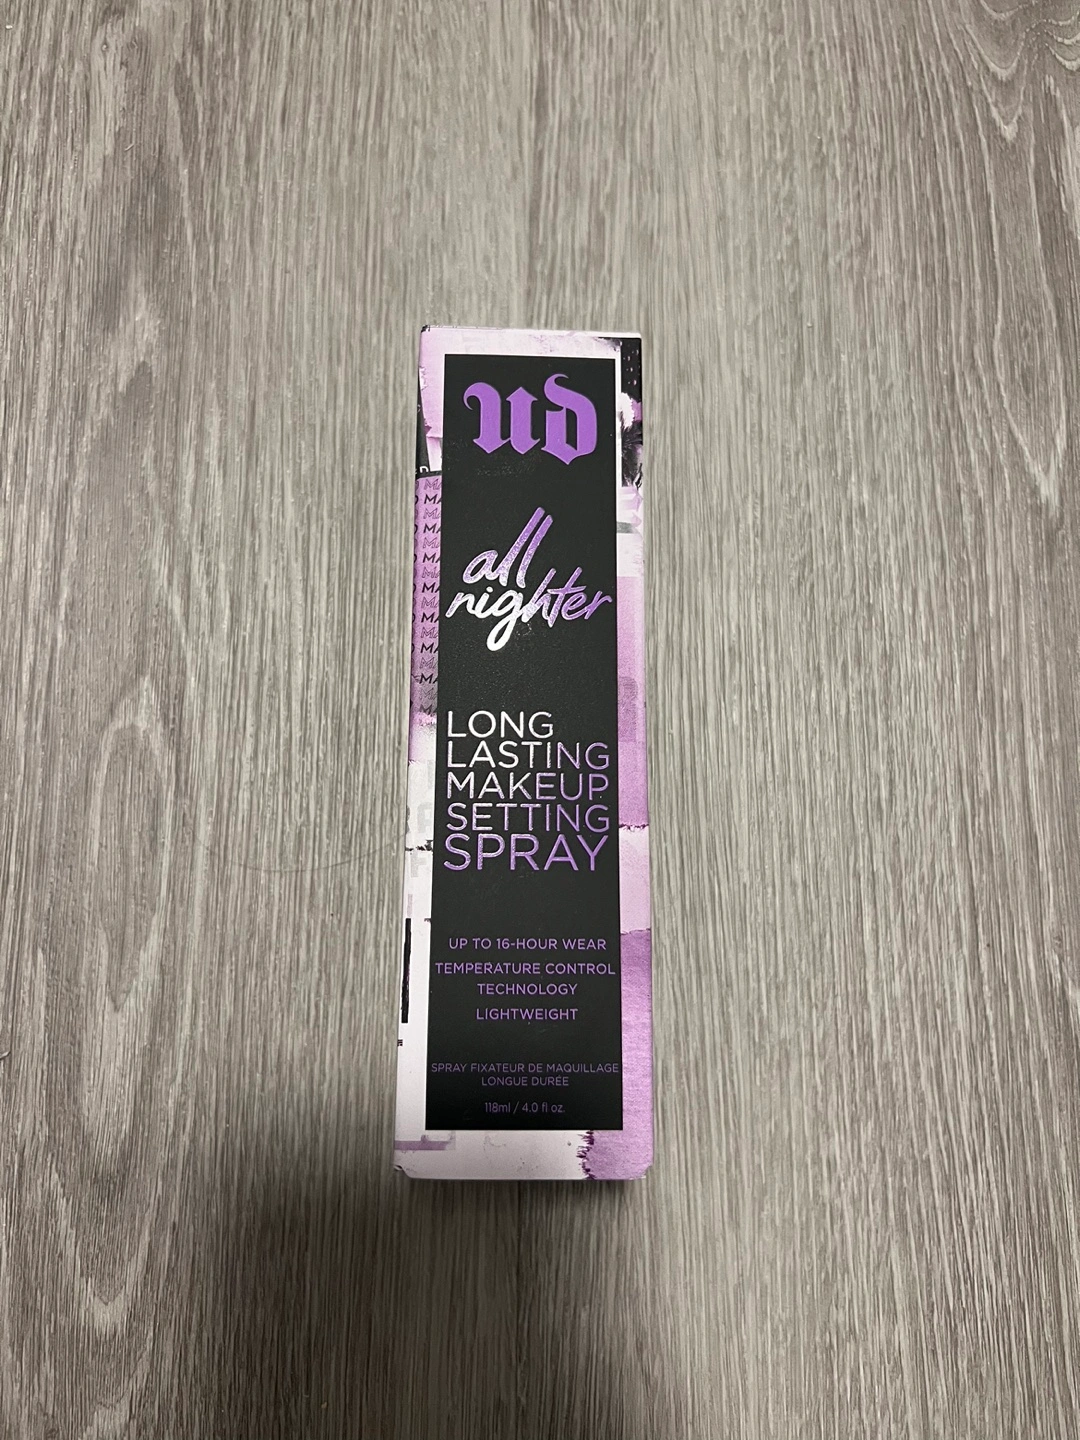 ud
all
nighter
LONG
LASTING
MAKEUP
SETTING
SPRAY
UP TO 16-HOUR WEAR
TEMPERATURE CONTROL
TECHNOLOGY
LIGHTWEIGHT
SPRAY FIXATEUR DE MAQUILLAGE
LONGUE DURÉE
118ml / 4.0 fl oz.